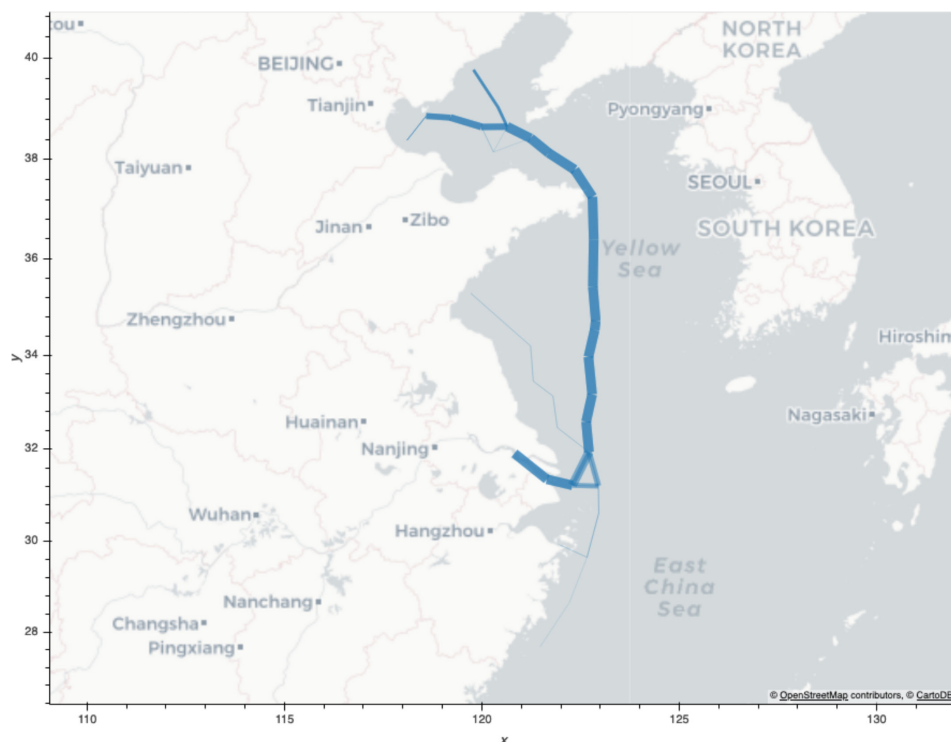 ou
40
BEIJING
NORTH
KOREA
Tianjin
Pyongyang
38
Taiyuan
SEOUL
Jinan
Zibo
SOUTH KOREA
36
Yellow
Sea
Zhengzhou
34
Hiroshin
Huainan
Nagasaki
32
Nanjing
Wuhan
30
Hangzhou
East
China
Sea
Nanchang
28
Changsha
Pingxiang
© OpenStreetMap contributors, © CartoDB
110
115
120
125
130
y
x